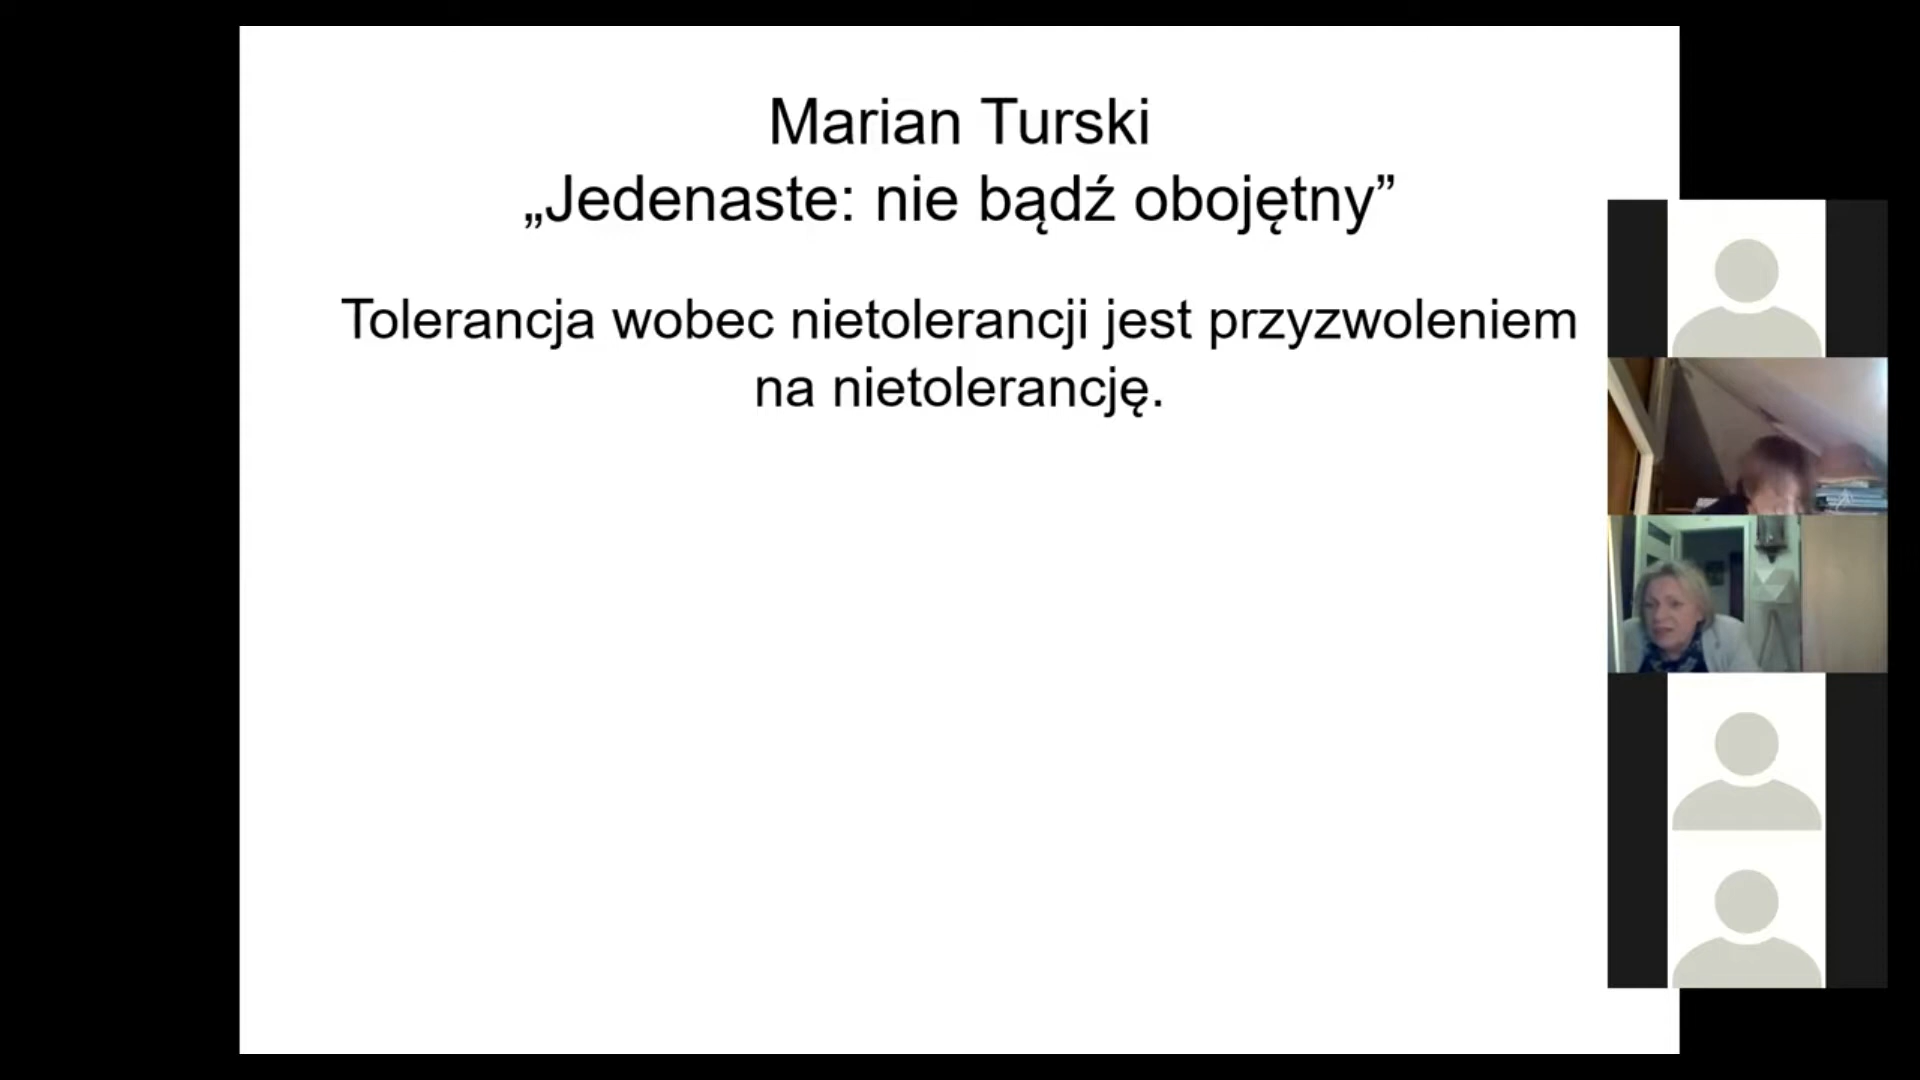 Marian Turski
„Jedenaste: nie bądź obojętny”
Tolerancja wobec nietolerancji jest przyzwoleniem
na nietolerancję.